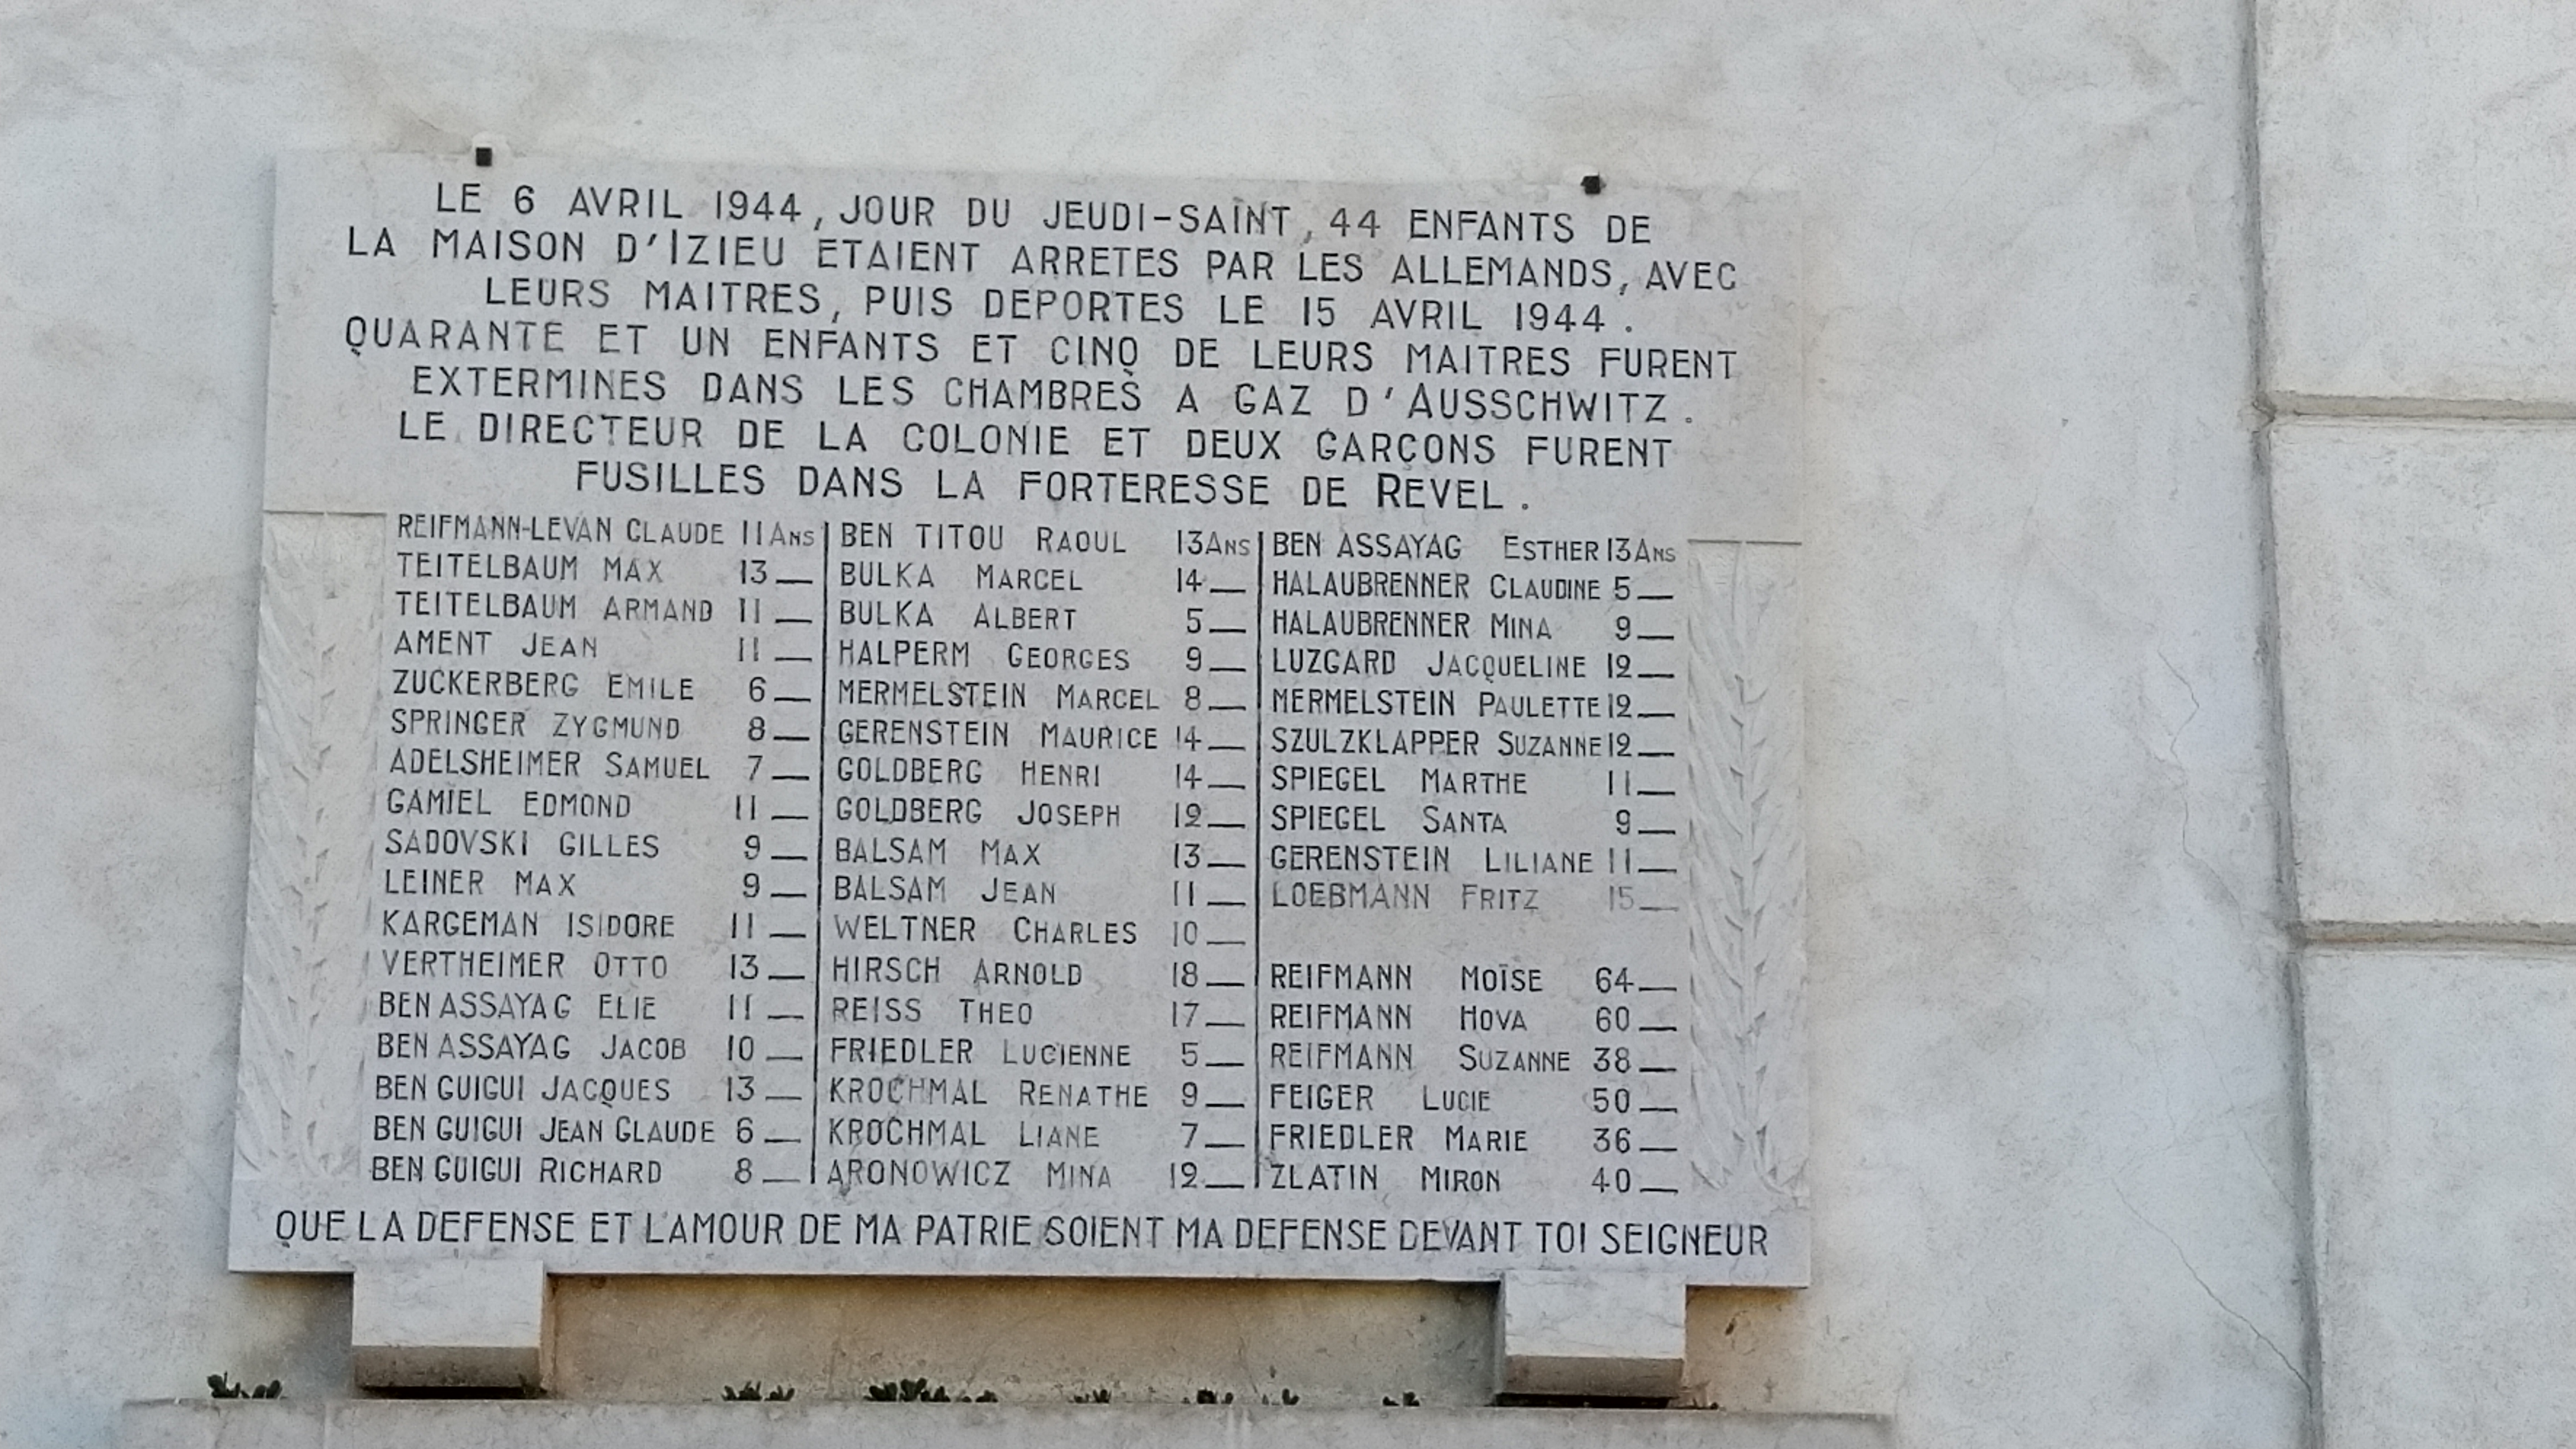 LE 6 AVRIL 1944, JOUR DU JEUDI-SAINT, 44 ENFANTS DE
LA MAISON D'IZIEU ETAIENT ARRETES PAR LES ALLEMANDS, AVEC
LEURS MAITRES, PUIS DEPORTES LE 15 AVRIL 1944.
QUARANTE ET UN ENFANTS ET CINQ DE LEURS MAITRES FURENT
EXTERMINES DANS LES CHAMBRES A GAZ D'AUSSCHWITZ.
LE DIRECTEUR DE LA COLONIE ET DEUX GARÇONS FURENT
FUSILLES DANS LA FORTERESSE DE REVEL.
REIFMANN-LEVAN CLAUDE 11 ANS
TEITELBAUM MAX 13 —
TEITELBAUM ARMAND 11 —
AMENT JEAN 11 —
ZUCKERBERG EMILE 6 —
SPRINGER ZYGMUND 8 —
ADELSHEIMER SAMUEL 7 —
GAMIEL EDMOND 11 —
SADOVSKI GILLES 9 —
LEINER MAX 9 —
KARGEMAN ISIDORE 11 —
VERTHEIMER OTTO 13 —
BEN ASSAYAG ELIE 11 —
BEN ASSAYAG JACOB 10 —
BEN GUIGUI JACQUES 13 —
BEN GUIGUI JEAN CLAUDE 6 —
BEN GUIGUI RICHARD 8 —
BEN TITOU RAOUL 13 ANS
BULKA MARCEL 14 —
BULKA ALBERT 5 —
HALPERM GEORGES 9 —
MERMELSTEIN MARCEL 8 —
GERENSTEIN MAURICE 14 —
GOLDBERG HENRI 14 —
GOLDBERG JOSEPH 12 —
BALSAM MAX 13 —
BALSAM JEAN 11 —
WELTNER CHARLES 10 —
HIRSCH ARNOLD 18 —
REISS THEO 17 —
FRIEDLER LUCIENNE 5 —
KROCHMAL RENATHE 9 —
KROCHMAL LIANE 7 —
ARONOWICZ MINA 12 —
BEN ASSAYAG ESTHER 13 ANS
HALAUBRENNER CLAUDINE 5 —
HALAUBRENNER MINA 9 —
LUZGARD JACQUELINE 12 —
MERMELSTEIN PAULETTE 12 —
SZULZKLAPPER SUZANNE 12 —
SPIEGEL MARTHE 11 —
SPIEGEL SANTA 9 —
GERENSTEIN LILIANE 11 —
LOEBMANN FRITZ 15 —
REIFMANN MOÏSE 64 —
REIFMANN HOVA 60 —
REIFMANN SUZANNE 38 —
FEIGER LUCIE 50 —
FRIEDLER MARIE 36 —
ZLATIN MIRON 40 —
QUE LA DEFENSE ET L'AMOUR DE MA PATRIE SOIENT MA DEFENSE DEVANT TOI SEIGNEUR